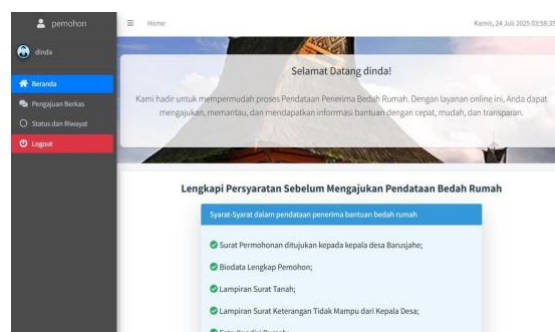 pemohon
Home
Kamis, 24 Juli 2025 03:58:35
dinda
Beranda
Pengajuan Berkas
Status dan Riwayat
Logout
Selamat Datang dinda!
Kami hadir untuk mempermudah proses Pendataan Penerima Bedah Rumah. Dengan layanan online ini, Anda dapat
mengajukan, memantau, dan mendapatkan informasi bantuan dengan cepat, mudah, dan transparan.
Lengkapi Persyaratan Sebelum Mengajukan Pendataan Bedah Rumah
Syarat-Syarat dalam pendataan penerima bantuan bedah rumah
Surat Permohonan ditujukan kepada kepala desa Barusjahe;
Biodata Lengkap Pemohon;
Lampiran Surat Tanah;
Lampiran Surat Keterangan Tidak Mampu dari Kepala Desa;